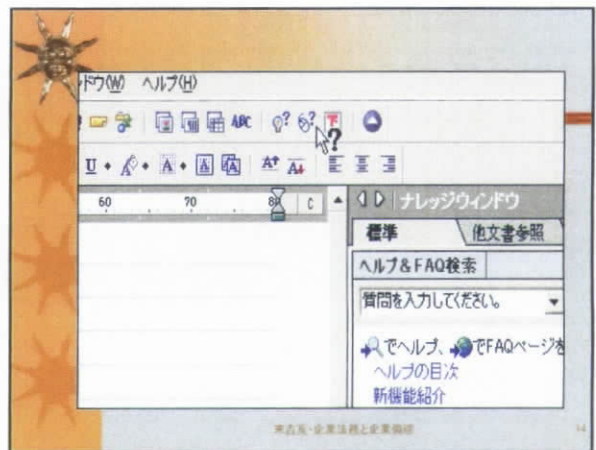 ドウ(W) ヘルプ(H)
ABC
60 70 80 C
ナレッジウィンドウ
標準 他文書参照
ヘルプ&FAQ検索
質問を入力してください。
でヘルプ、 でFAQページを
ヘルプの目次
新機能紹介
14